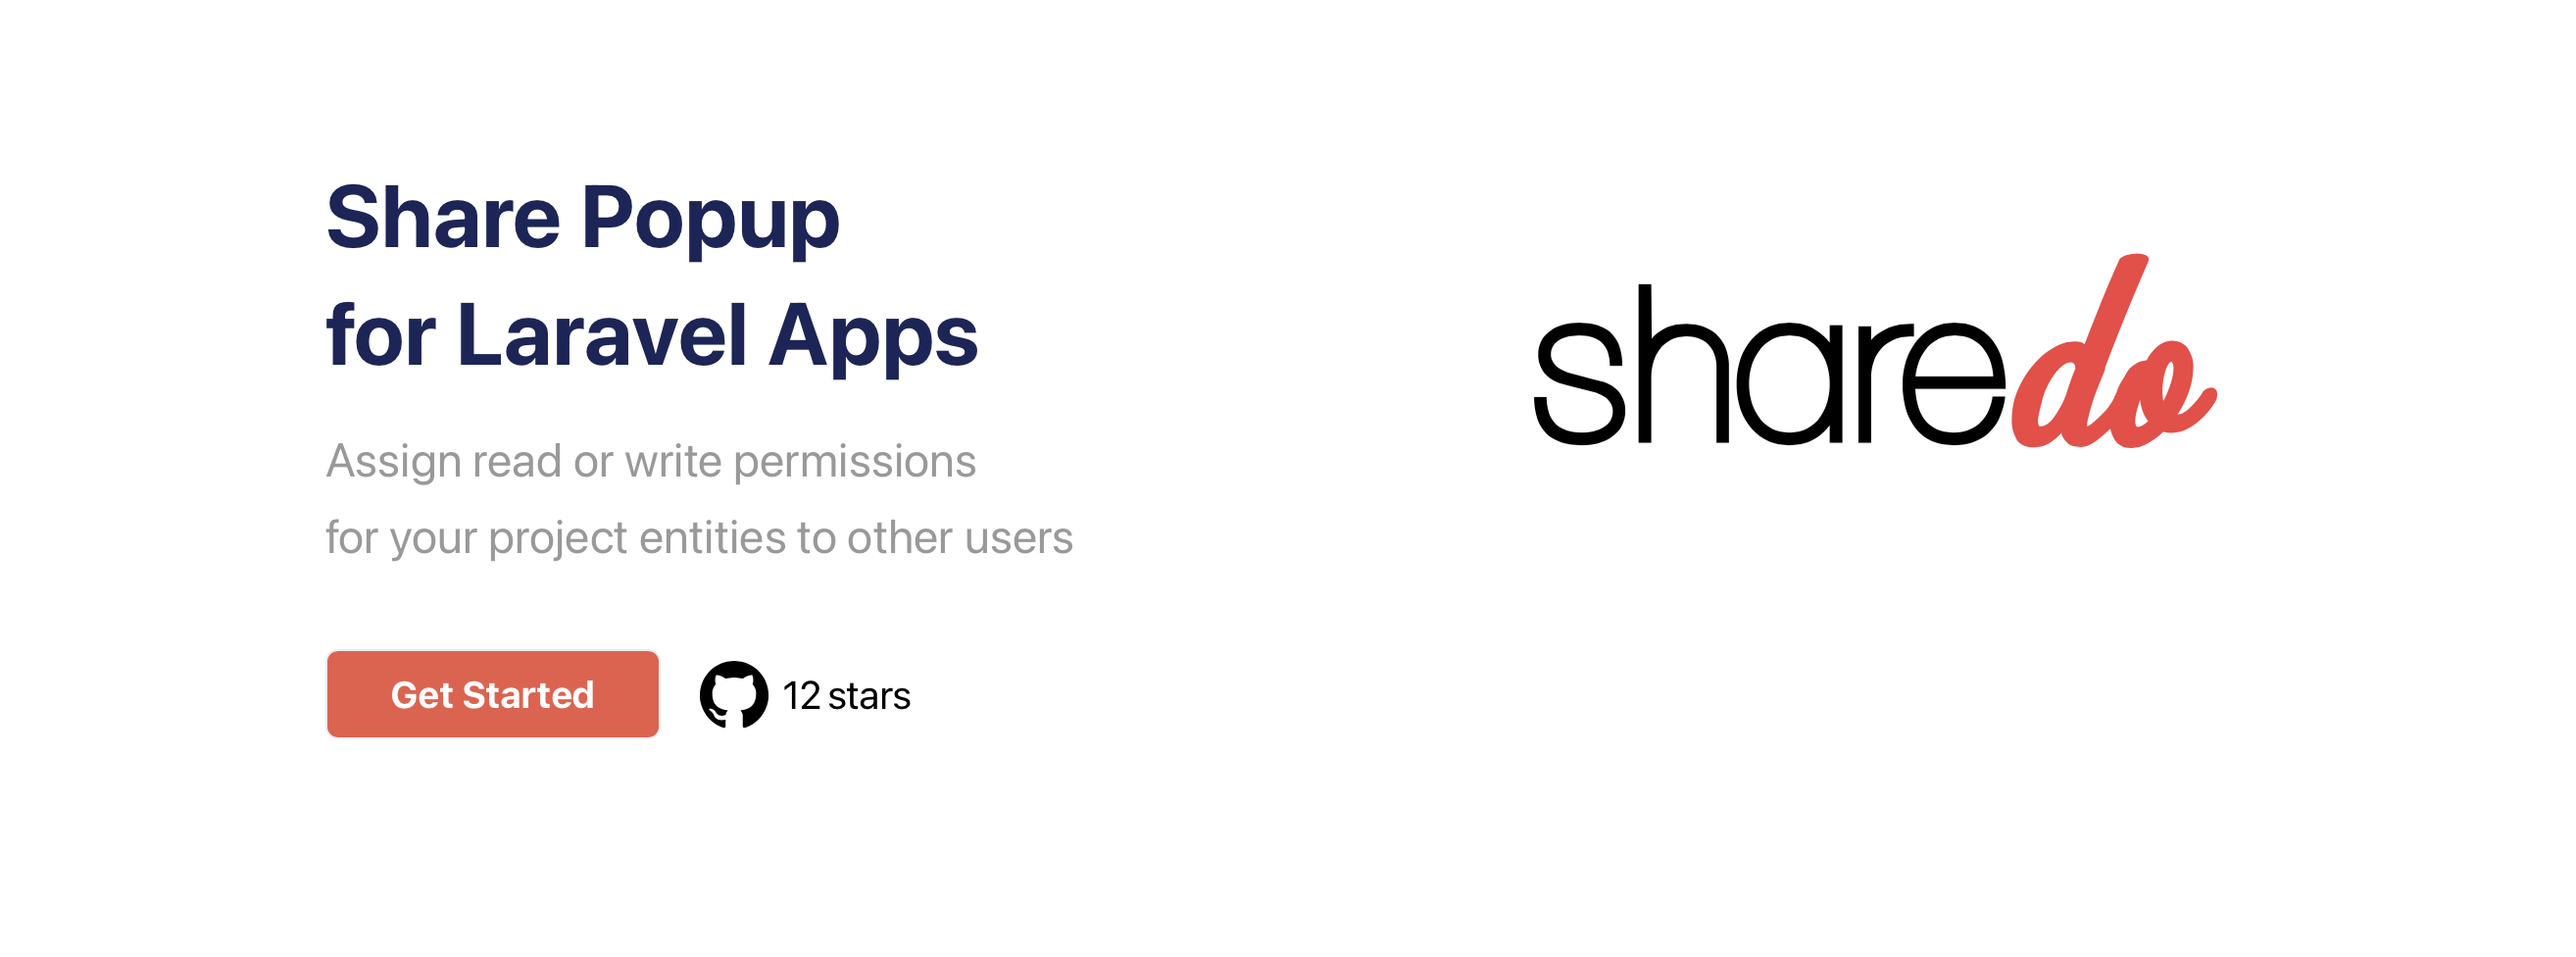 Share Popup
for Laravel Apps
Assign read or write permissions
for your project entities to other users
Get Started
12 stars
sharedo